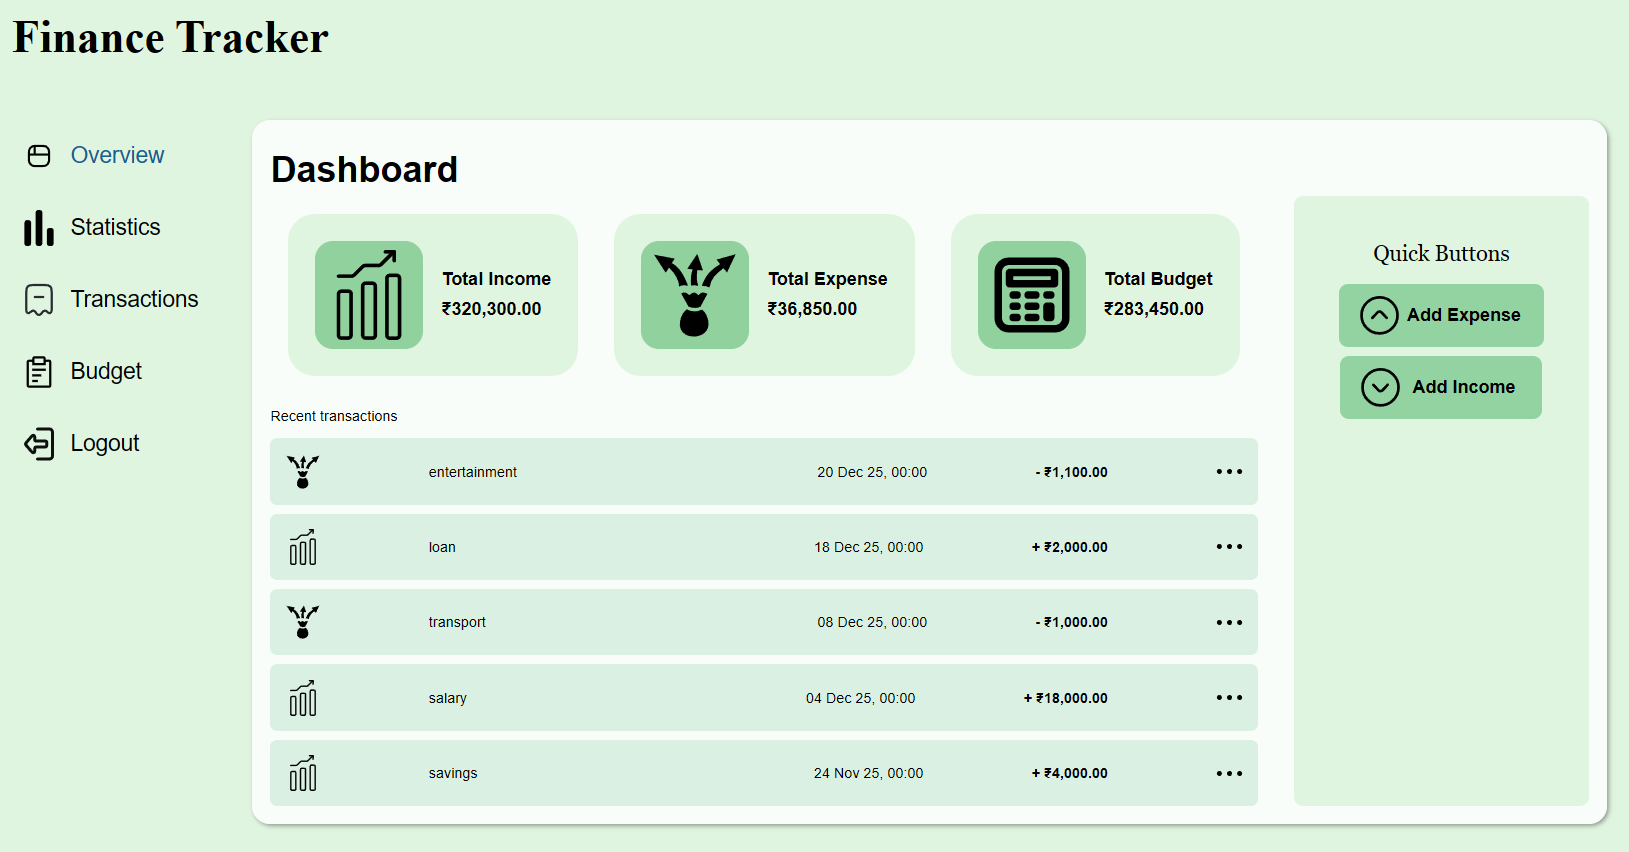 Finance Tracker
Overview
Statistics
Transactions
Budget
Logout
Dashboard
Total Income
₹320,300.00
Total Expense
₹36,850.00
Total Budget
₹283,450.00
Recent transactions
entertainment 20 Dec 25, 00:00 - ₹1,100.00
loan 18 Dec 25, 00:00 + ₹2,000.00
transport 08 Dec 25, 00:00 - ₹1,000.00
salary 04 Dec 25, 00:00 + ₹18,000.00
savings 24 Nov 25, 00:00 + ₹4,000.00
Quick Buttons
Add Expense
Add Income